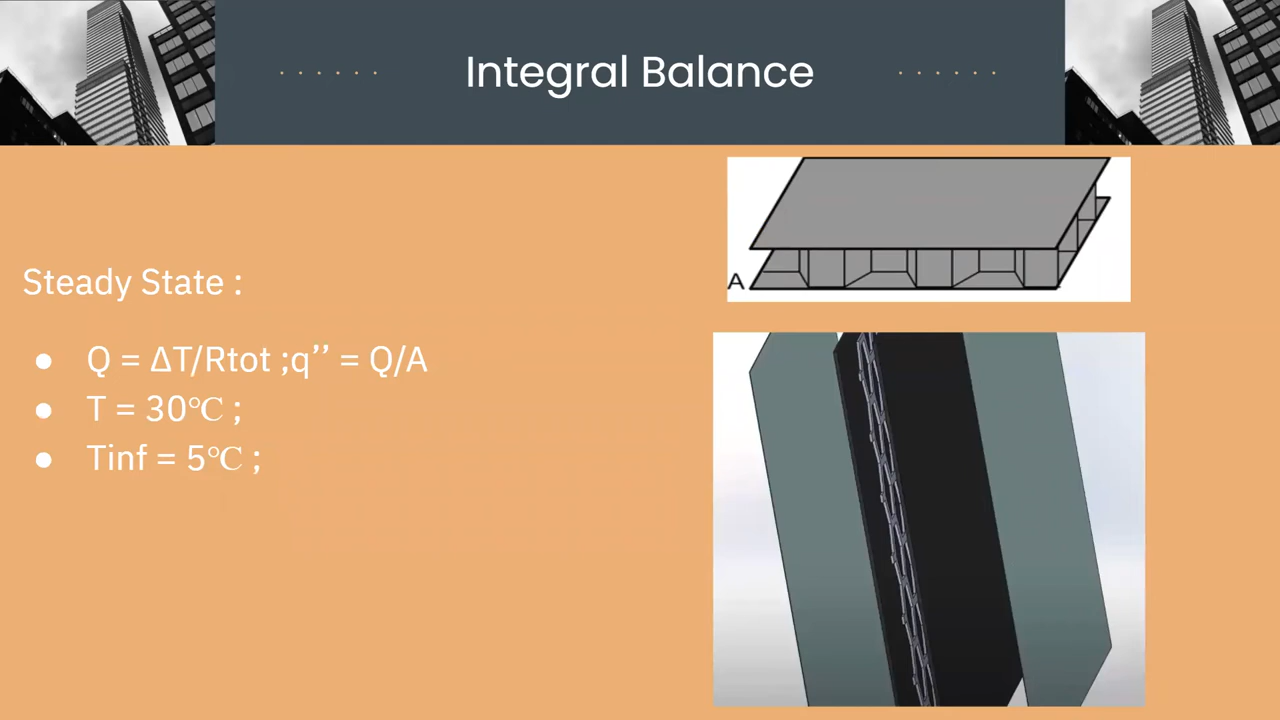 Integral Balance
A
Steady State :
● Q = ΔT/Rtot ;q’’ = Q/A
● T = 30℃ ;
● Tinf = 5℃ ;